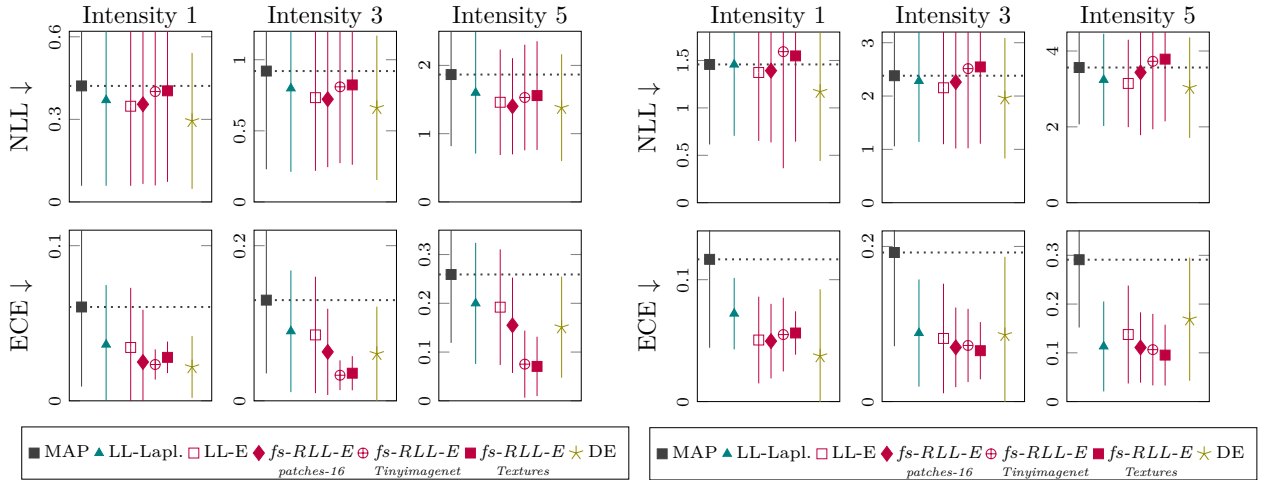 Intensity 1 Intensity 3 Intensity 5
NLL ↓
0 0.3 0.6
0 0.5 1
0 1 2
ECE ↓
0 0.1
0 0.2
0 0.1 0.2 0.3
MAP LL-Lapl. LL-E fs-RLL-E fs-RLL-E fs-RLL-E DE
patches-16 Tinyimagenet Textures
Intensity 1 Intensity 3 Intensity 5
NLL ↓
0 0.5 1 1.5
0 1 2 3
0 2 4
ECE ↓
0 0.1
0 0.2
0 0.1 0.2 0.3
MAP LL-Lapl. LL-E fs-RLL-E fs-RLL-E fs-RLL-E DE
patches-16 Tinyimagenet Textures